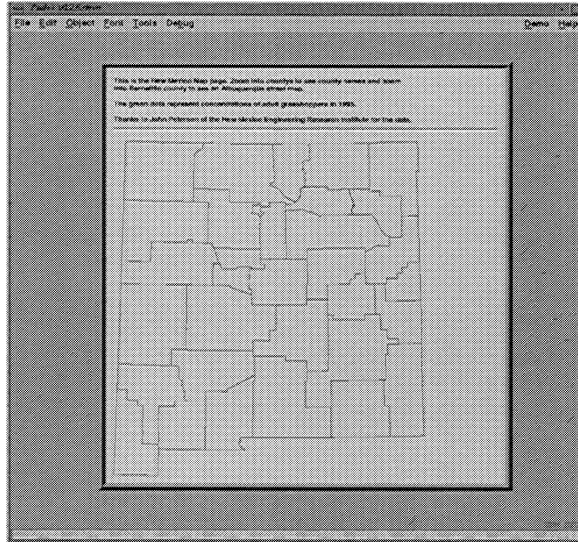 File Edit Object Font Tools Debug Demo Help
This is the New Mexico Map page. Zoom into countys to see county names and zoom
into Bernalillo county to see an Albuquerque street map.
The green dots represent concentrations of adult grasshoppers in 1995.
Thanks to John Peterson of the New Mexico Engineering Research Institute for the data.